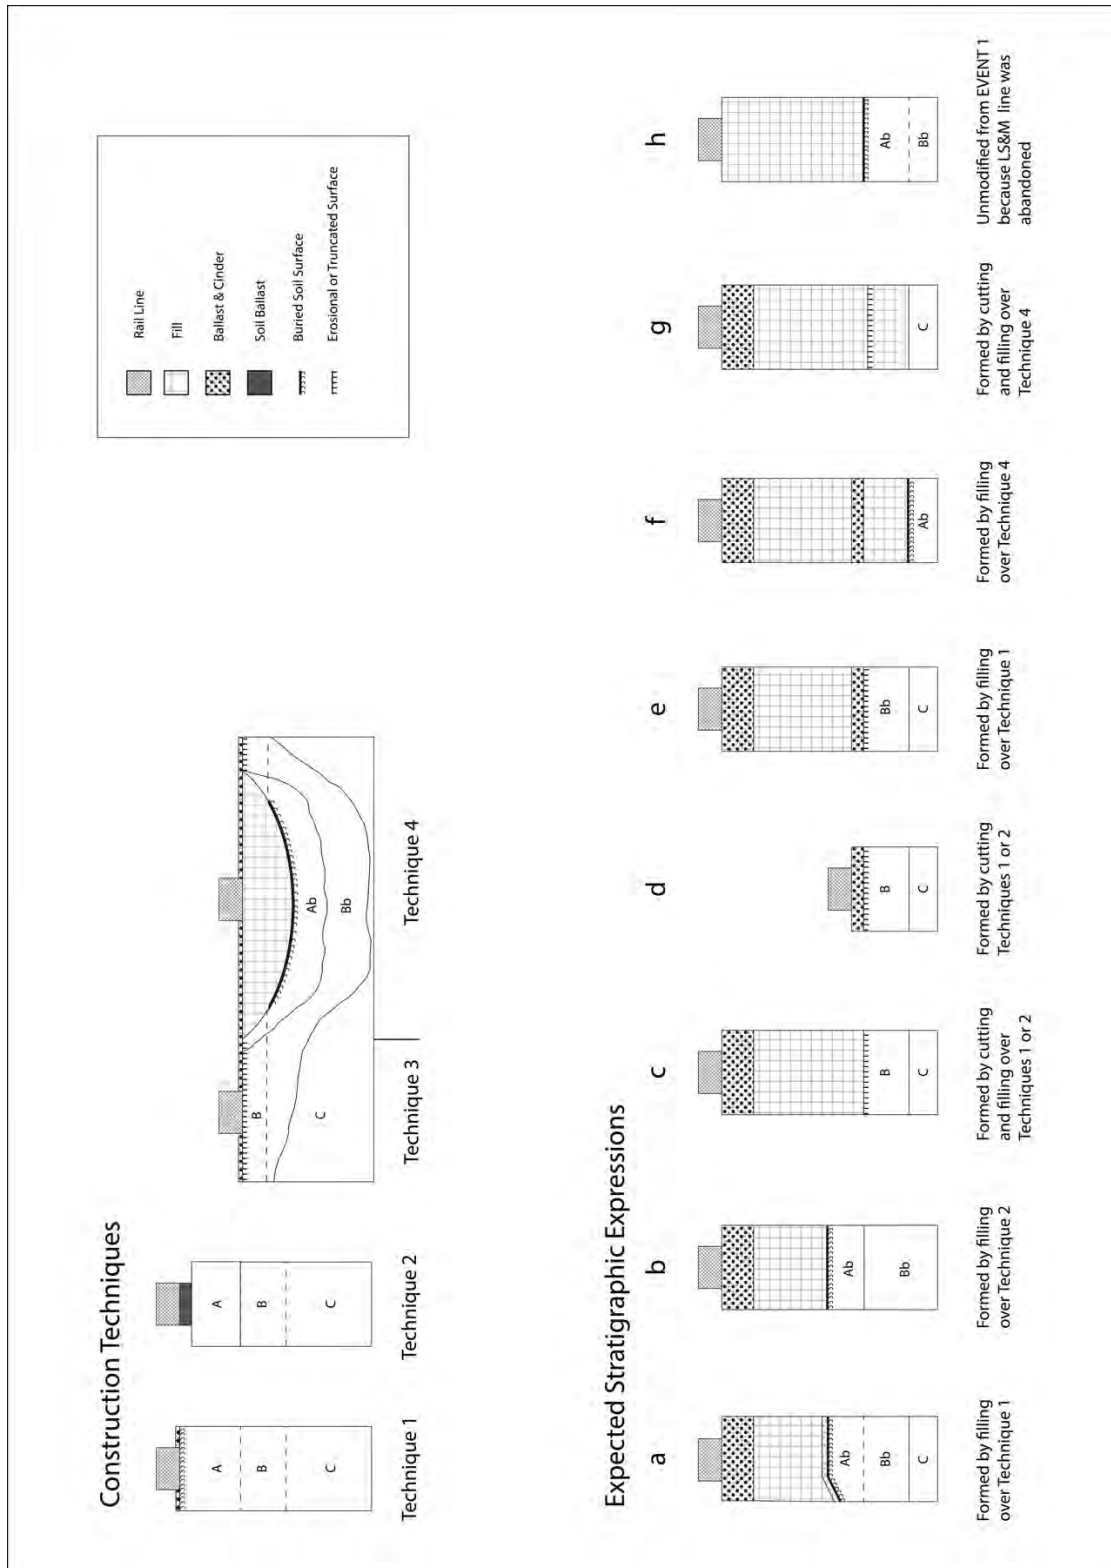 Construction Techniques
A
B
C
Technique 1
A
B
C
Technique 2
B
C
Technique 3
Ab
Bb
Technique 4
Rail Line
Fill
Ballast & Cinder
Soil Ballast
Buried Soil Surface
Erosional or Truncated Surface
Expected Stratigraphic Expressions
a
Ab
Bb
C
Formed by filling
over Technique 1
b
Ab
Bb
Formed by filling
over Technique 2
c
B
C
Formed by cutting
and filling over
Techniques 1 or 2
d
B
C
Formed by cutting
Techniques 1 or 2
e
Bb
C
Formed by filling
over Technique 1
f
Ab
Formed by filling
over Technique 4
g
C
Formed by cutting
and filling over
Technique 4
h
Ab
Bb
Unmodified from EVENT 1
because LS&M line was
abandoned